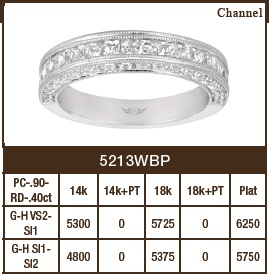 Channel
5213WBP
PC-.90-RD-.40ct 14k 14k+PT 18k 18k+PT Plat
G-H VS2-SI1 5300 0 5725 0 6250
G-H SI1-SI2 4800 0 5375 0 5750